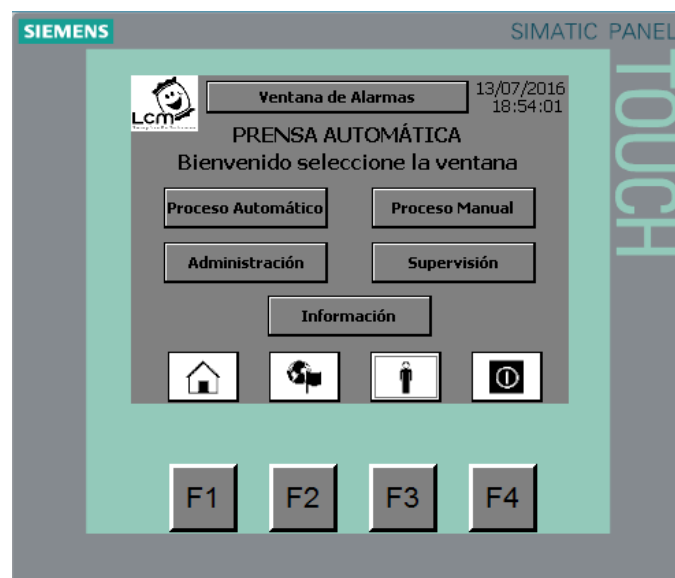 SIEMENS
SIMATIC PANEL
TOUCH
Lcm
Ventana de Alarmas
13/07/2016
18:54:01
PRENSA AUTOMÁTICA
Bienvenido seleccione la ventana
Proceso Automático
Proceso Manual
Administración
Supervisión
Información
F1
F2
F3
F4